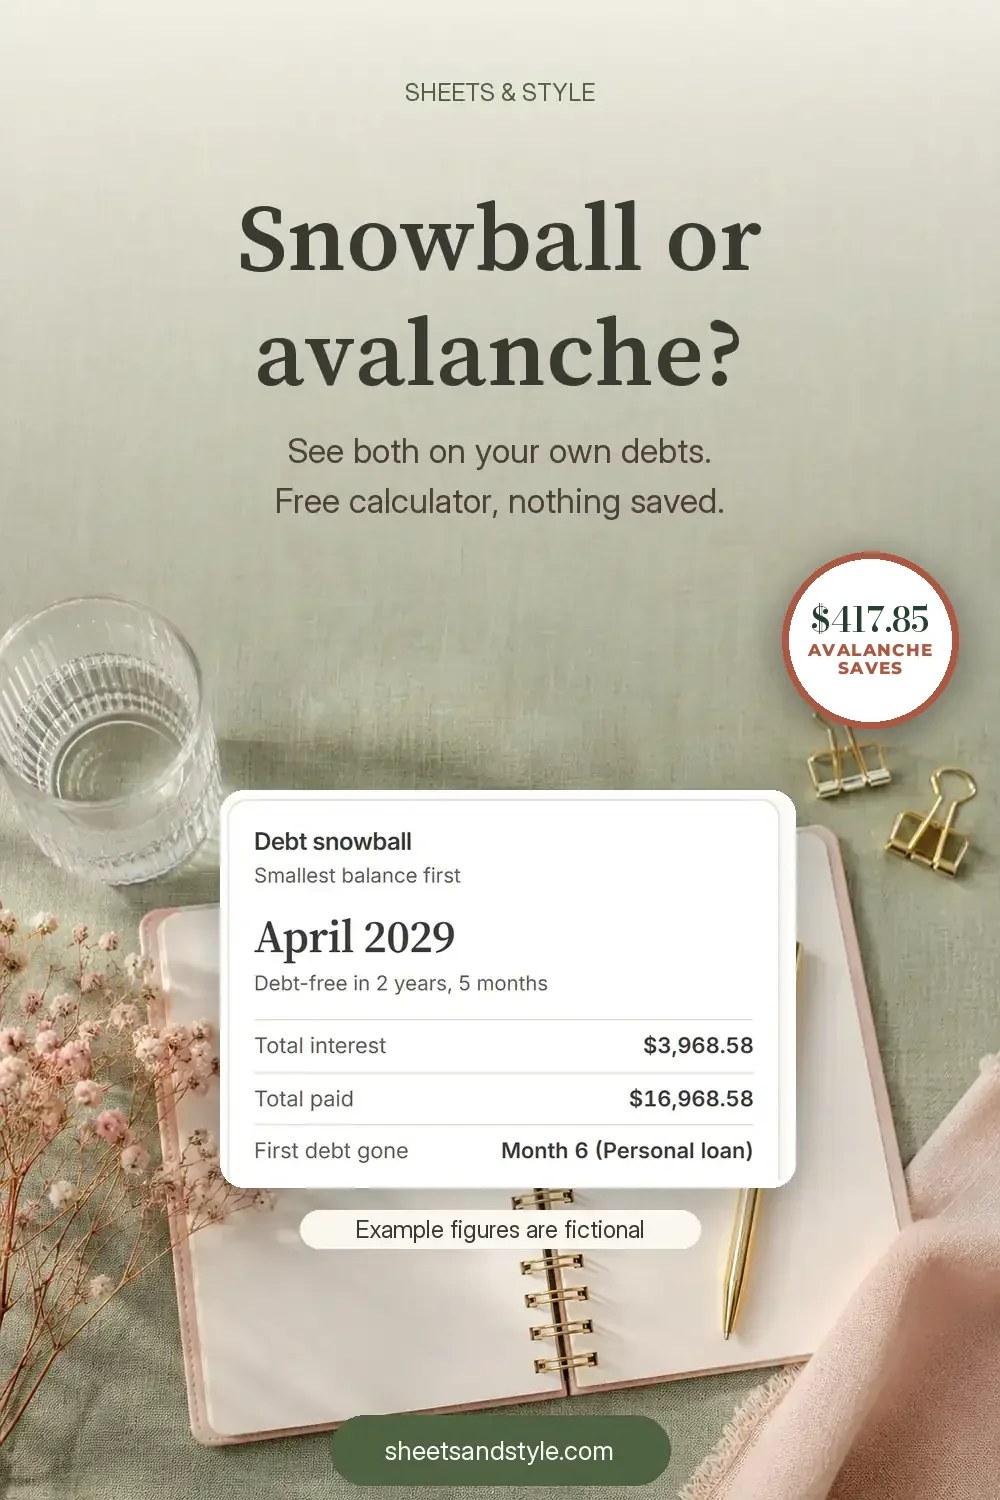 SHEETS & STYLE
Snowball or
avalanche?
See both on your own debts.
Free calculator, nothing saved.
$417.85
AVALANCHE
SAVES
Debt snowball
Smallest balance first
April 2029
Debt-free in 2 years, 5 months
Total interest $3,968.58
Total paid $16,968.58
First debt gone Month 6 (Personal loan)
Example figures are fictional
sheetsandstyle.com